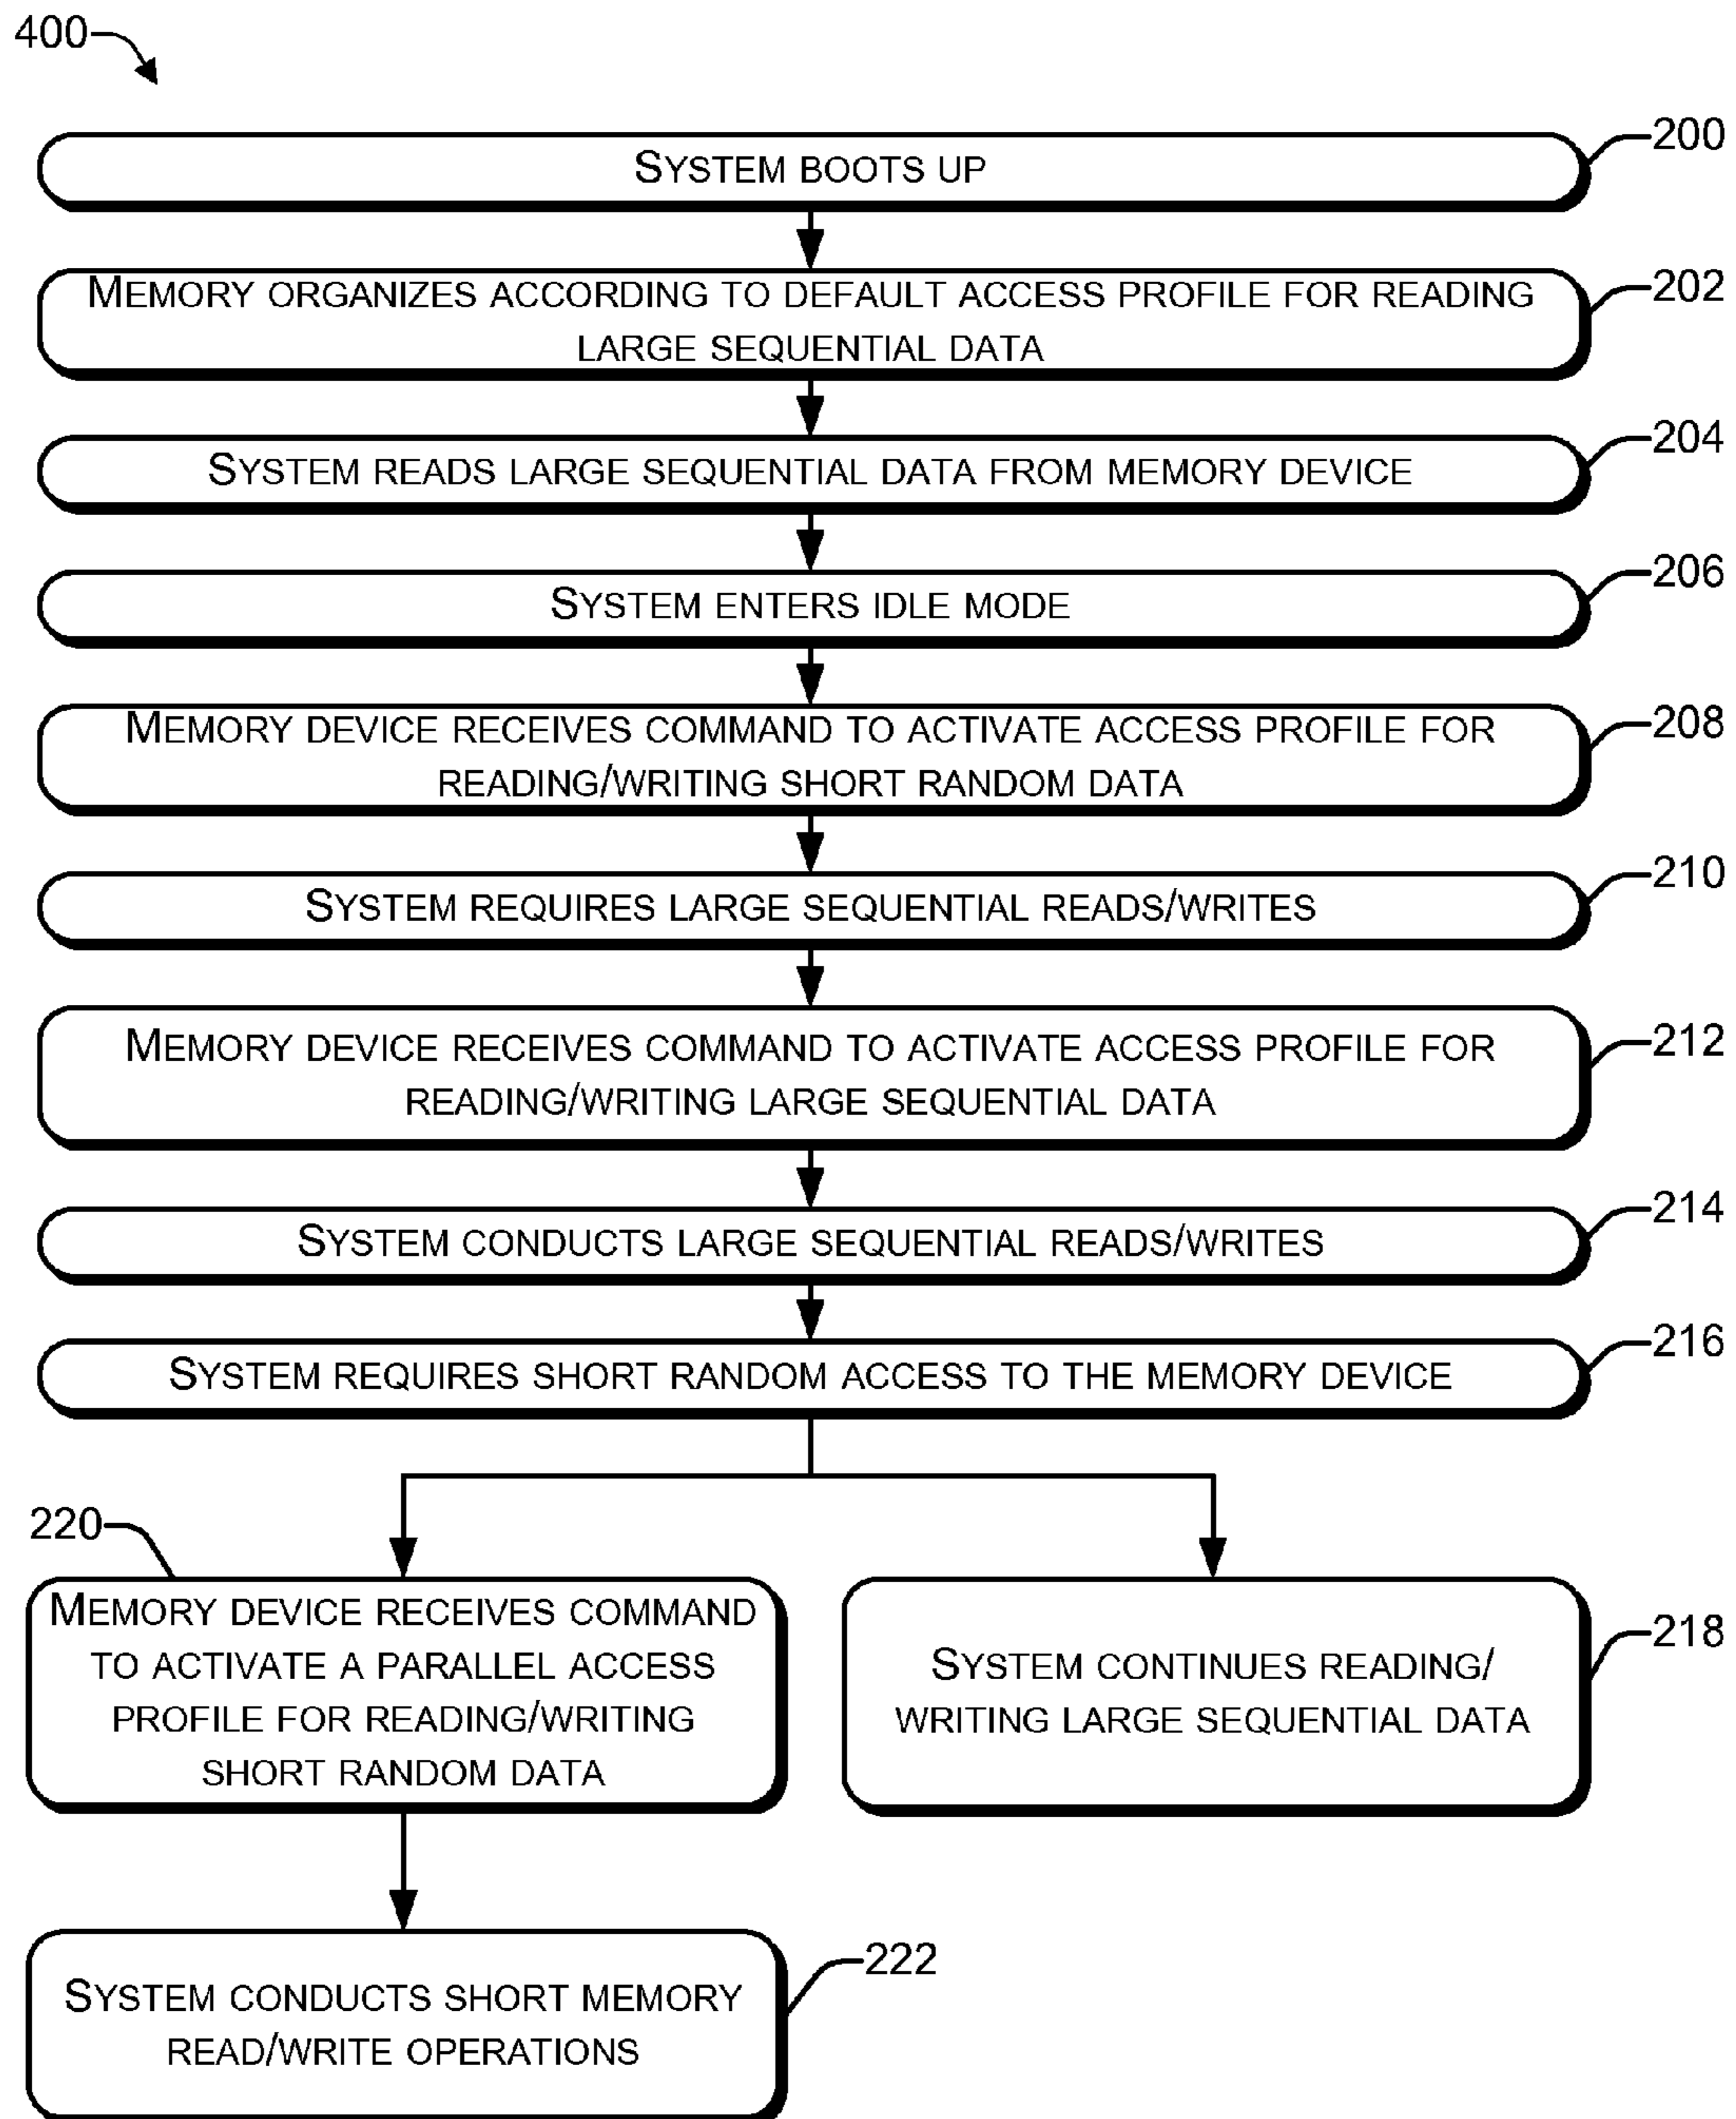 400
200
SYSTEM BOOTS UP
202
MEMORY ORGANIZES ACCORDING TO DEFAULT ACCESS PROFILE FOR READING
LARGE SEQUENTIAL DATA
204
SYSTEM READS LARGE SEQUENTIAL DATA FROM MEMORY DEVICE
206
SYSTEM ENTERS IDLE MODE
208
MEMORY DEVICE RECEIVES COMMAND TO ACTIVATE ACCESS PROFILE FOR
READING/WRITING SHORT RANDOM DATA
210
SYSTEM REQUIRES LARGE SEQUENTIAL READS/WRITES
212
MEMORY DEVICE RECEIVES COMMAND TO ACTIVATE ACCESS PROFILE FOR
READING/WRITING LARGE SEQUENTIAL DATA
214
SYSTEM CONDUCTS LARGE SEQUENTIAL READS/WRITES
216
SYSTEM REQUIRES SHORT RANDOM ACCESS TO THE MEMORY DEVICE
220
MEMORY DEVICE RECEIVES COMMAND
TO ACTIVATE A PARALLEL ACCESS
PROFILE FOR READING/WRITING
SHORT RANDOM DATA
218
SYSTEM CONTINUES READING/
WRITING LARGE SEQUENTIAL DATA
222
SYSTEM CONDUCTS SHORT MEMORY
READ/WRITE OPERATIONS